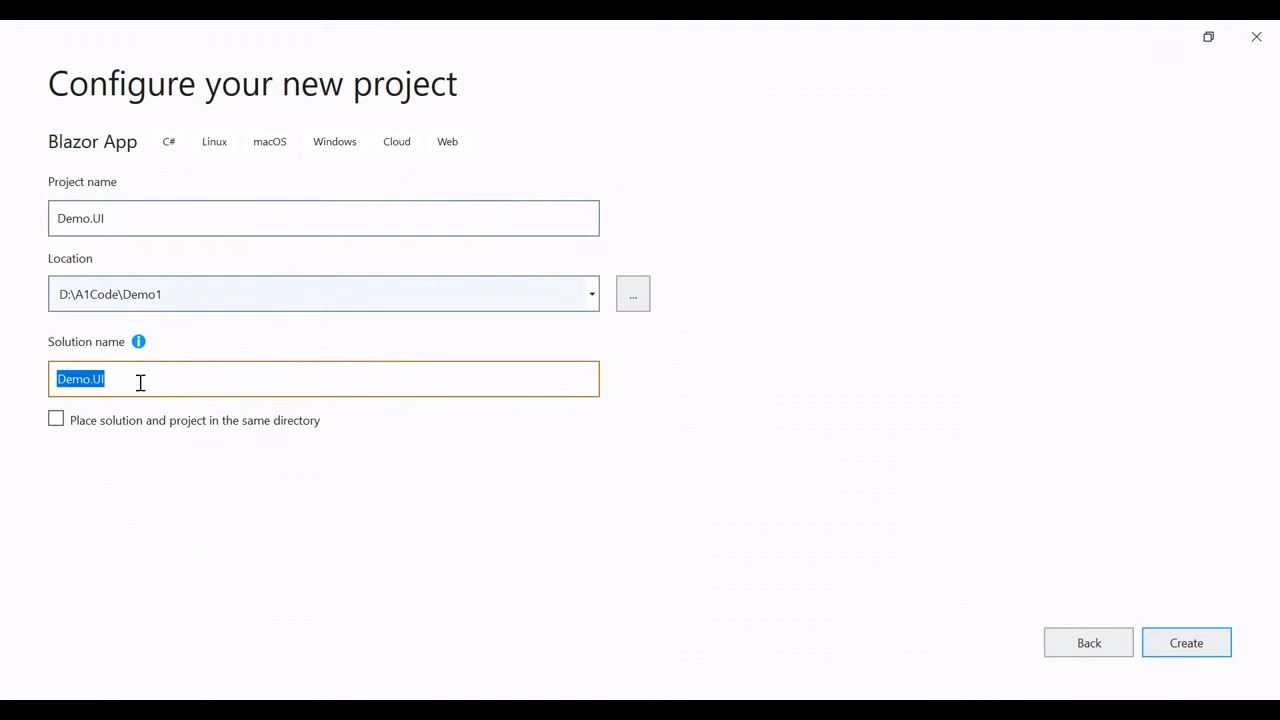 Configure your new project
Blazor App C# Linux macOS Windows Cloud Web
Project name
Demo.UI
Location
D:\A1Code\Demo1
...
Solution name
Demo.UI
Place solution and project in the same directory
Back Create